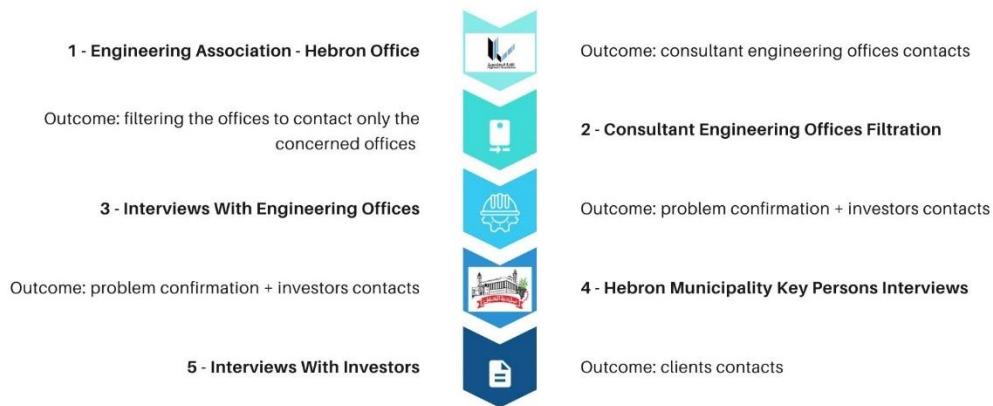 1 - Engineering Association - Hebron Office
Outcome: consultant engineering offices contacts
Outcome: filtering the offices to contact only the
concerned offices
2 - Consultant Engineering Offices Filtration
3 - Interviews With Engineering Offices
Outcome: problem confirmation + investors contacts
Outcome: problem confirmation + investors contacts
4 - Hebron Municipality Key Persons Interviews
5 - Interviews With Investors
Outcome: clients contacts